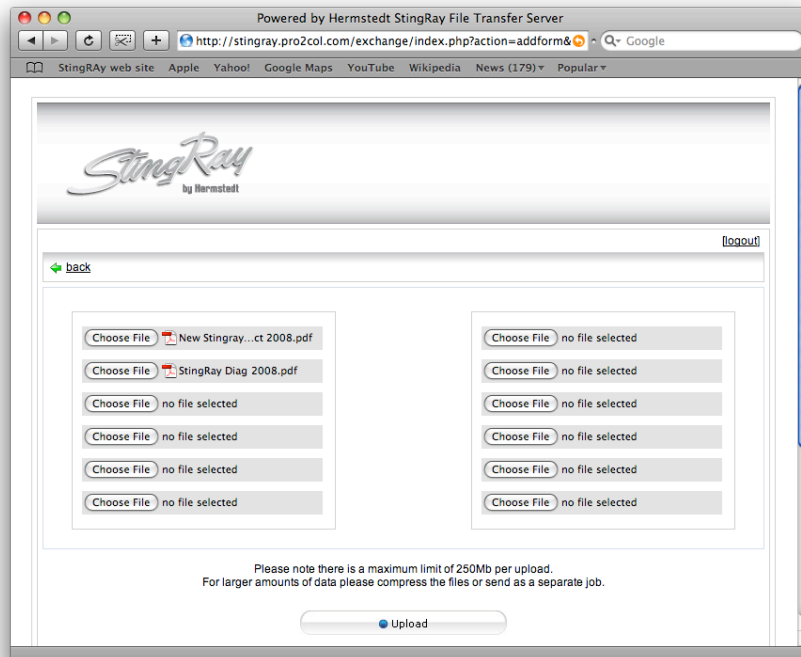 Powered by Hermstedt StingRay File Transfer Server
http://stingray.pro2col.com/exchange/index.php?action=addform& Google
StingRAy web site Apple Yahoo! Google Maps YouTube Wikipedia News (179) Popular
StingRay
by Hermstedt
[logout]
back
Choose File New Stingray...ct 2008.pdf
Choose File StingRay Diag 2008.pdf
Choose File no file selected
Choose File no file selected
Choose File no file selected
Choose File no file selected
Choose File no file selected
Choose File no file selected
Choose File no file selected
Choose File no file selected
Choose File no file selected
Choose File no file selected
Please note there is a maximum limit of 250Mb per upload.
For larger amounts of data please compress the files or send as a separate job.
Upload